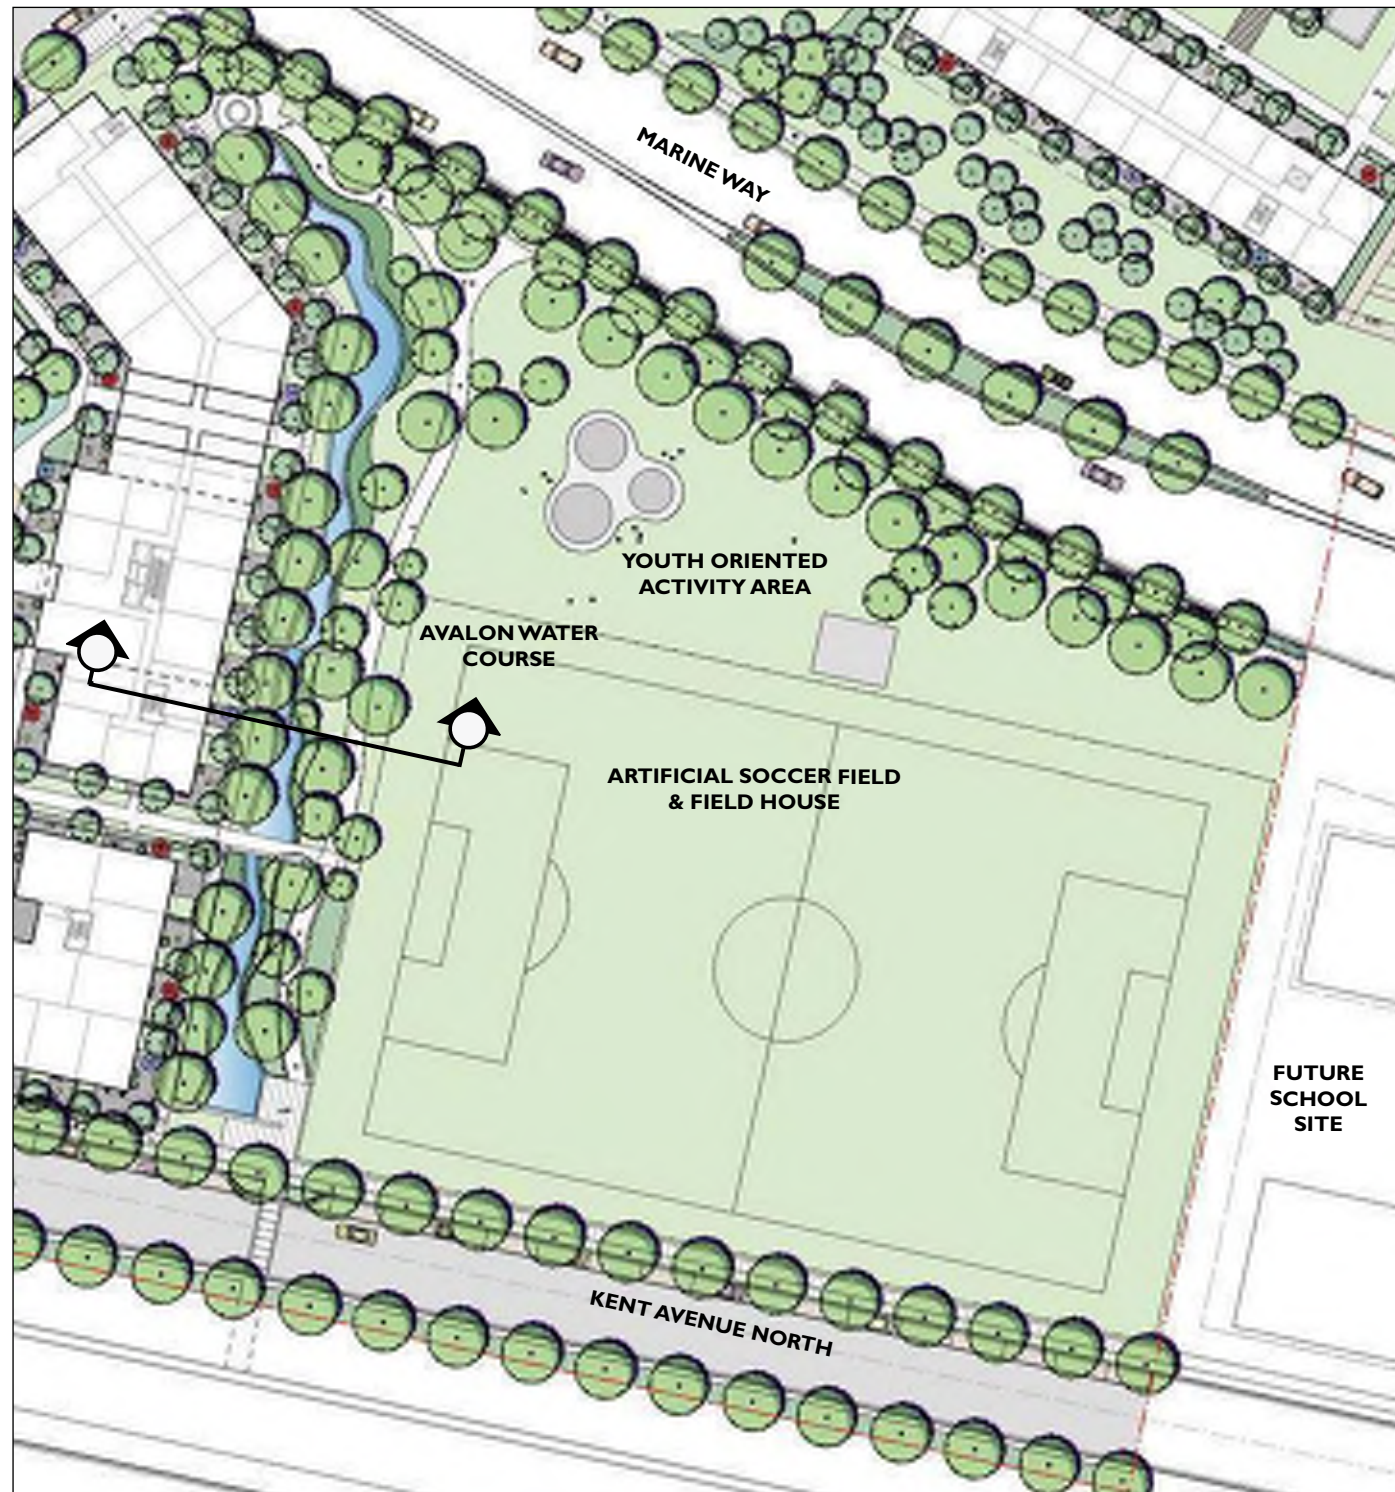 MARINE WAY
YOUTH ORIENTED
ACTIVITY AREA
AVALON WATER
COURSE
ARTIFICIAL SOCCER FIELD
& FIELD HOUSE
FUTURE
SCHOOL
SITE
KENT AVENUE NORTH